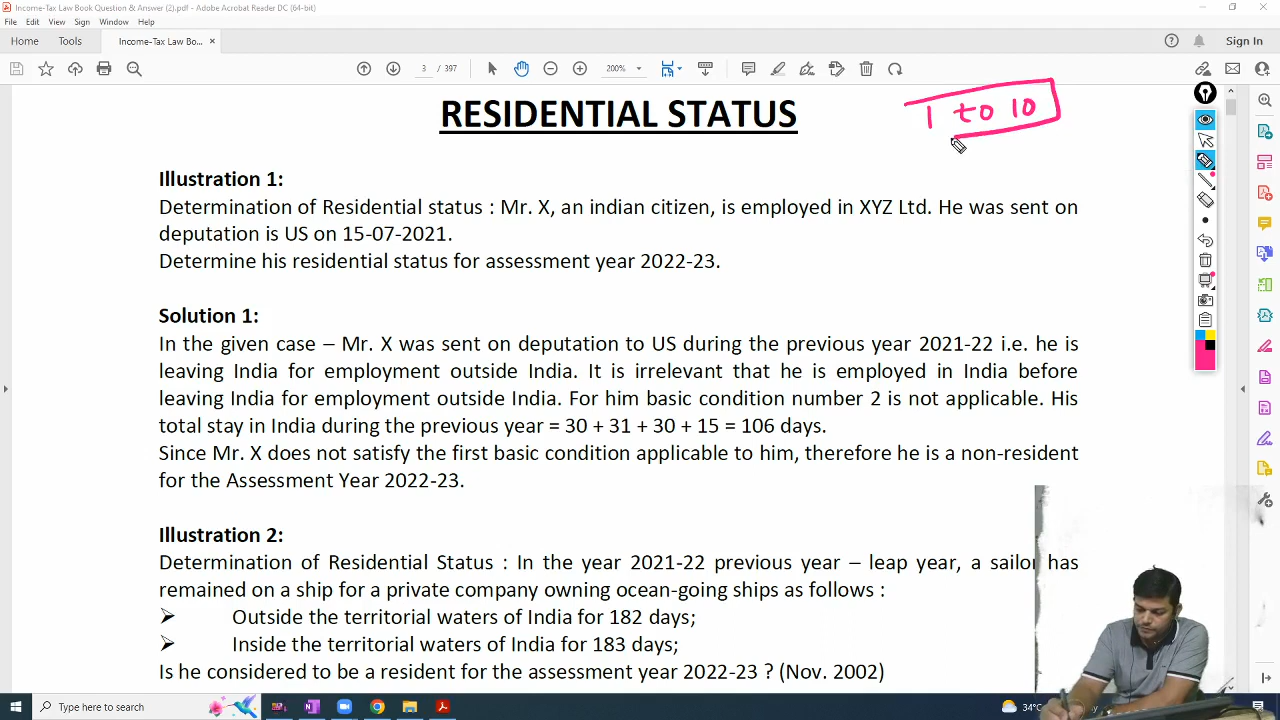 Income-Tax Law Book Question & Answer (2).pdf - Adobe Acrobat Reader DC (64-bit)
File Edit View Sign Window Help
Home Tools Income-Tax Law Bo... × Sign In
3 / 397 200%
RESIDENTIAL STATUS 1 to 10
Illustration 1:
Determination of Residential status : Mr. X, an indian citizen, is employed in XYZ Ltd. He was sent on
deputation is US on 15-07-2021.
Determine his residential status for assessment year 2022-23.
Solution 1:
In the given case – Mr. X was sent on deputation to US during the previous year 2021-22 i.e. he is
leaving India for employment outside India. It is irrelevant that he is employed in India before
leaving India for employment outside India. For him basic condition number 2 is not applicable. His
total stay in India during the previous year = 30 + 31 + 30 + 15 = 106 days.
Since Mr. X does not satisfy the first basic condition applicable to him, therefore he is a non-resident
for the Assessment Year 2022-23.
Illustration 2:
Determination of Residential Status : In the year 2021-22 previous year – leap year, a sailor has
remained on a ship for a private company owning ocean-going ships as follows :
➢ Outside the territorial waters of India for 182 days;
➢ Inside the territorial waters of India for 183 days;
Is he considered to be a resident for the assessment year 2022-23 ? (Nov. 2002)
Type here to search 34°